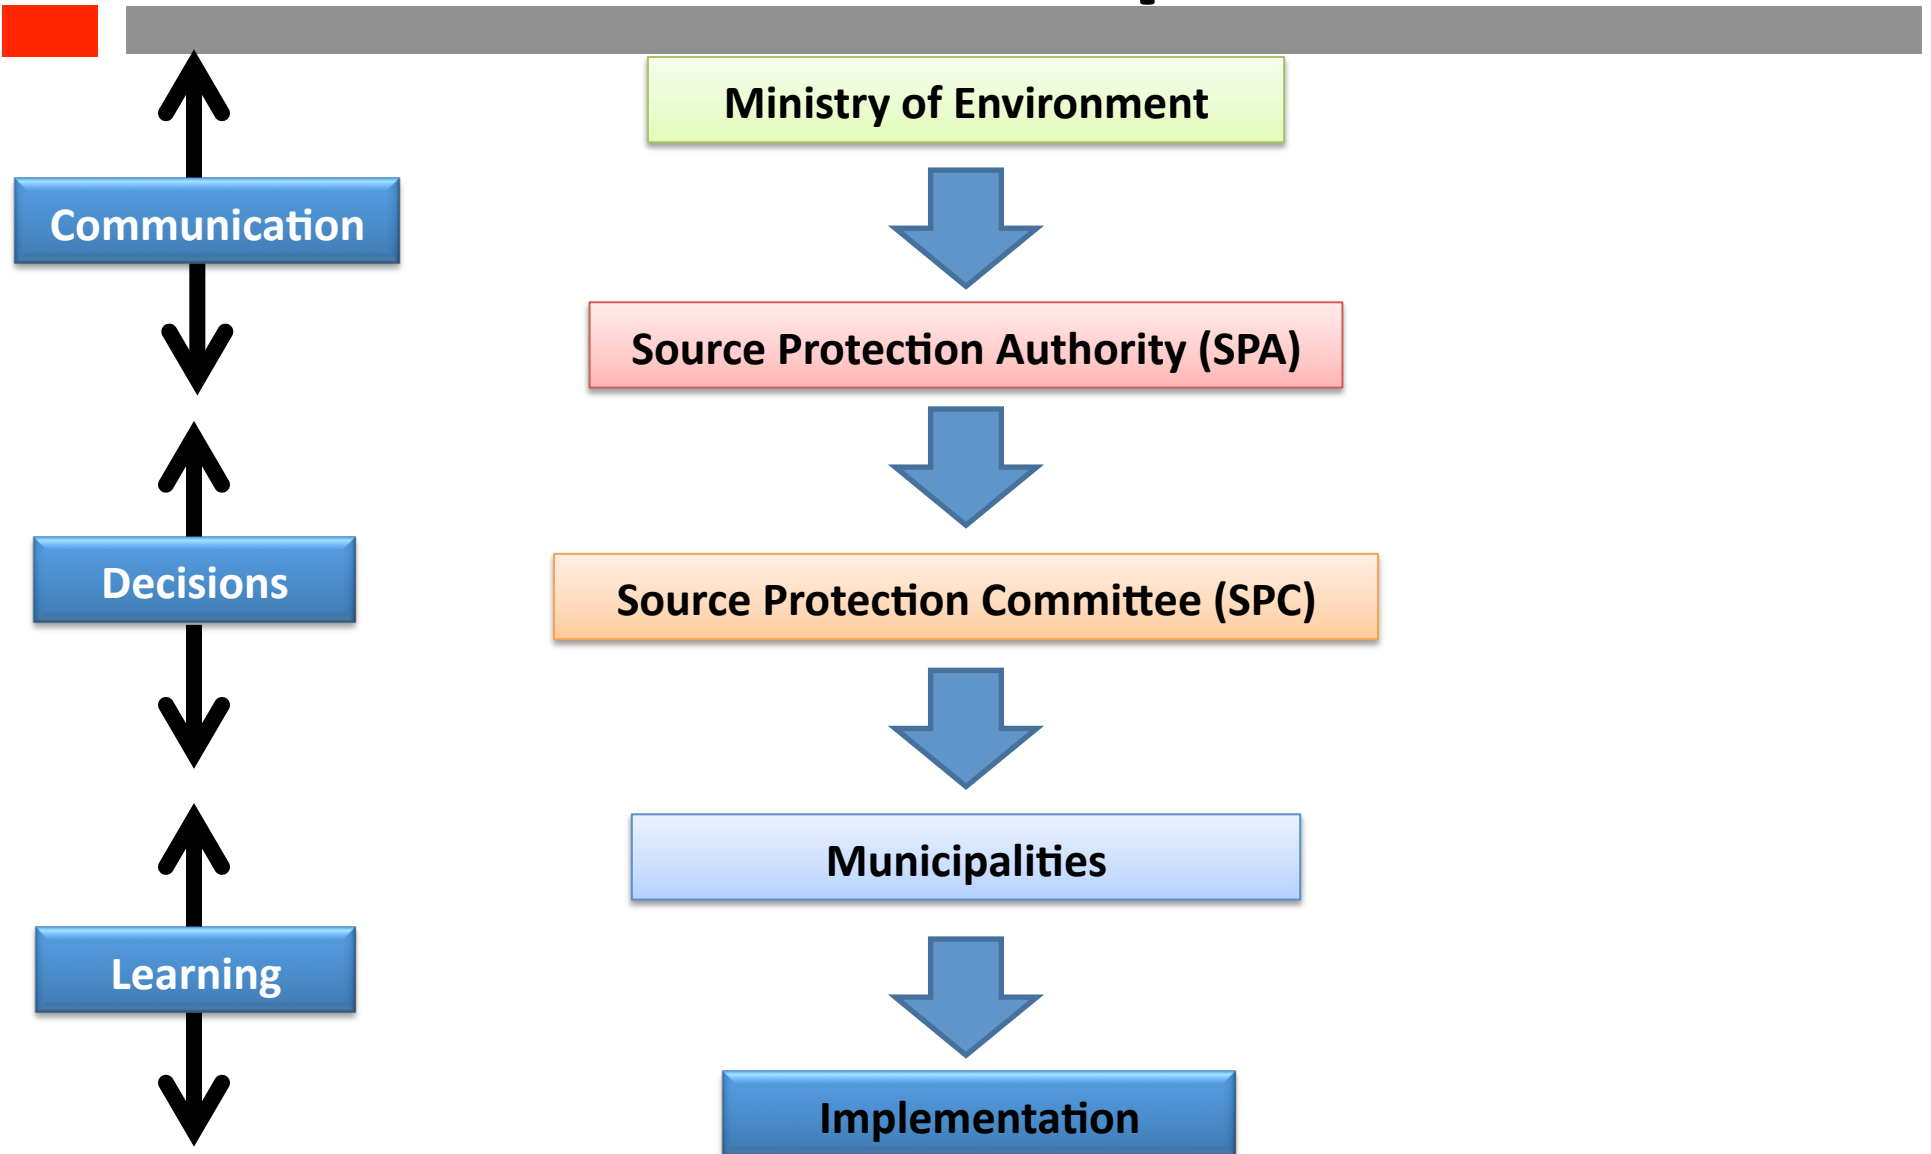 Ministry of Environment
Communication
Source Protection Authority (SPA)
Decisions
Source Protection Committee (SPC)
Municipalities
Learning
Implementation